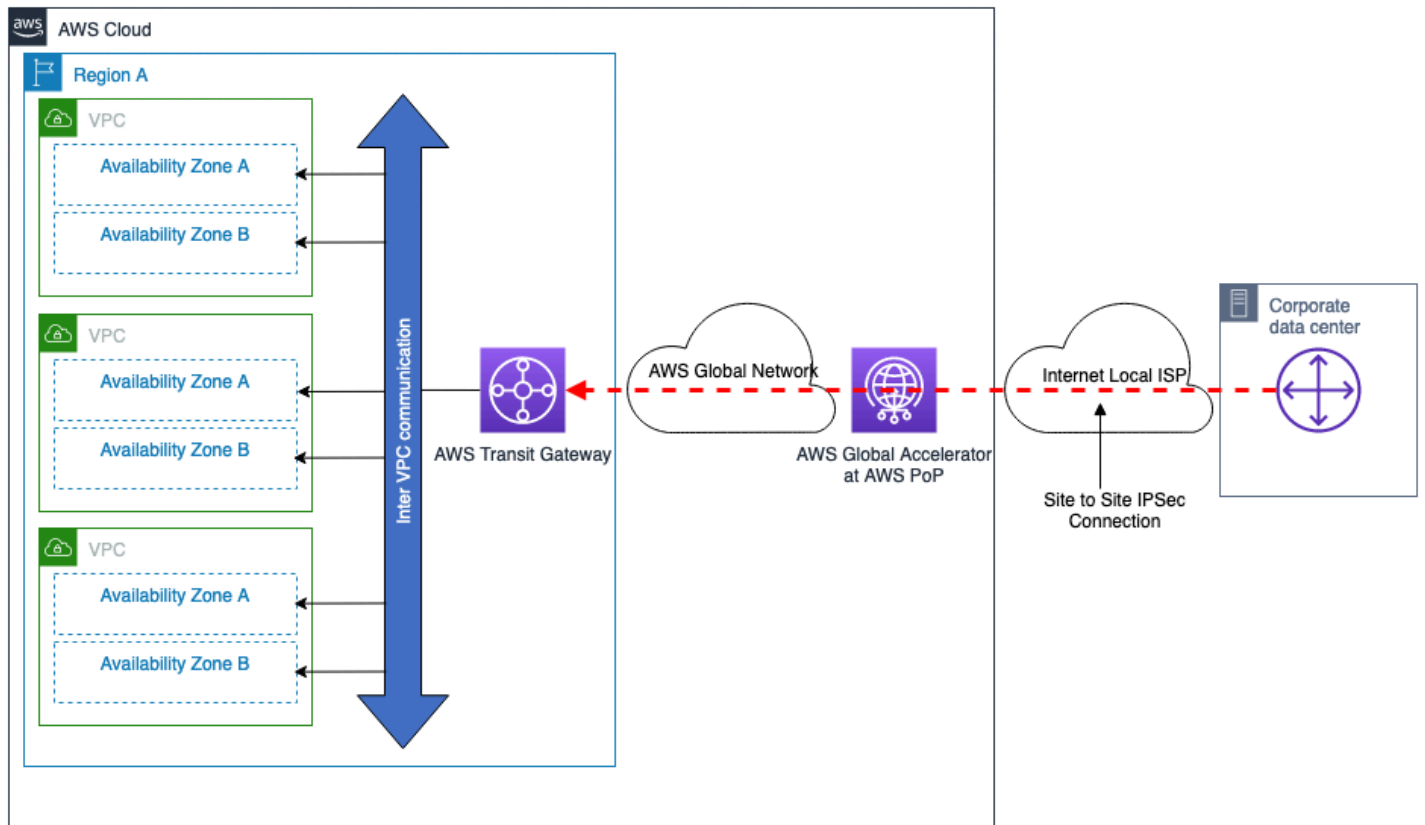 aws
AWS Cloud
Region A
VPC
Availability Zone A
Availability Zone B
VPC
Availability Zone A
Availability Zone B
VPC
Availability Zone A
Availability Zone B
Inter VPC communication
AWS Transit Gateway
AWS Global Network
AWS Global Accelerator
at AWS PoP
Internet Local ISP
Site to Site IPSec
Connection
Corporate
data center